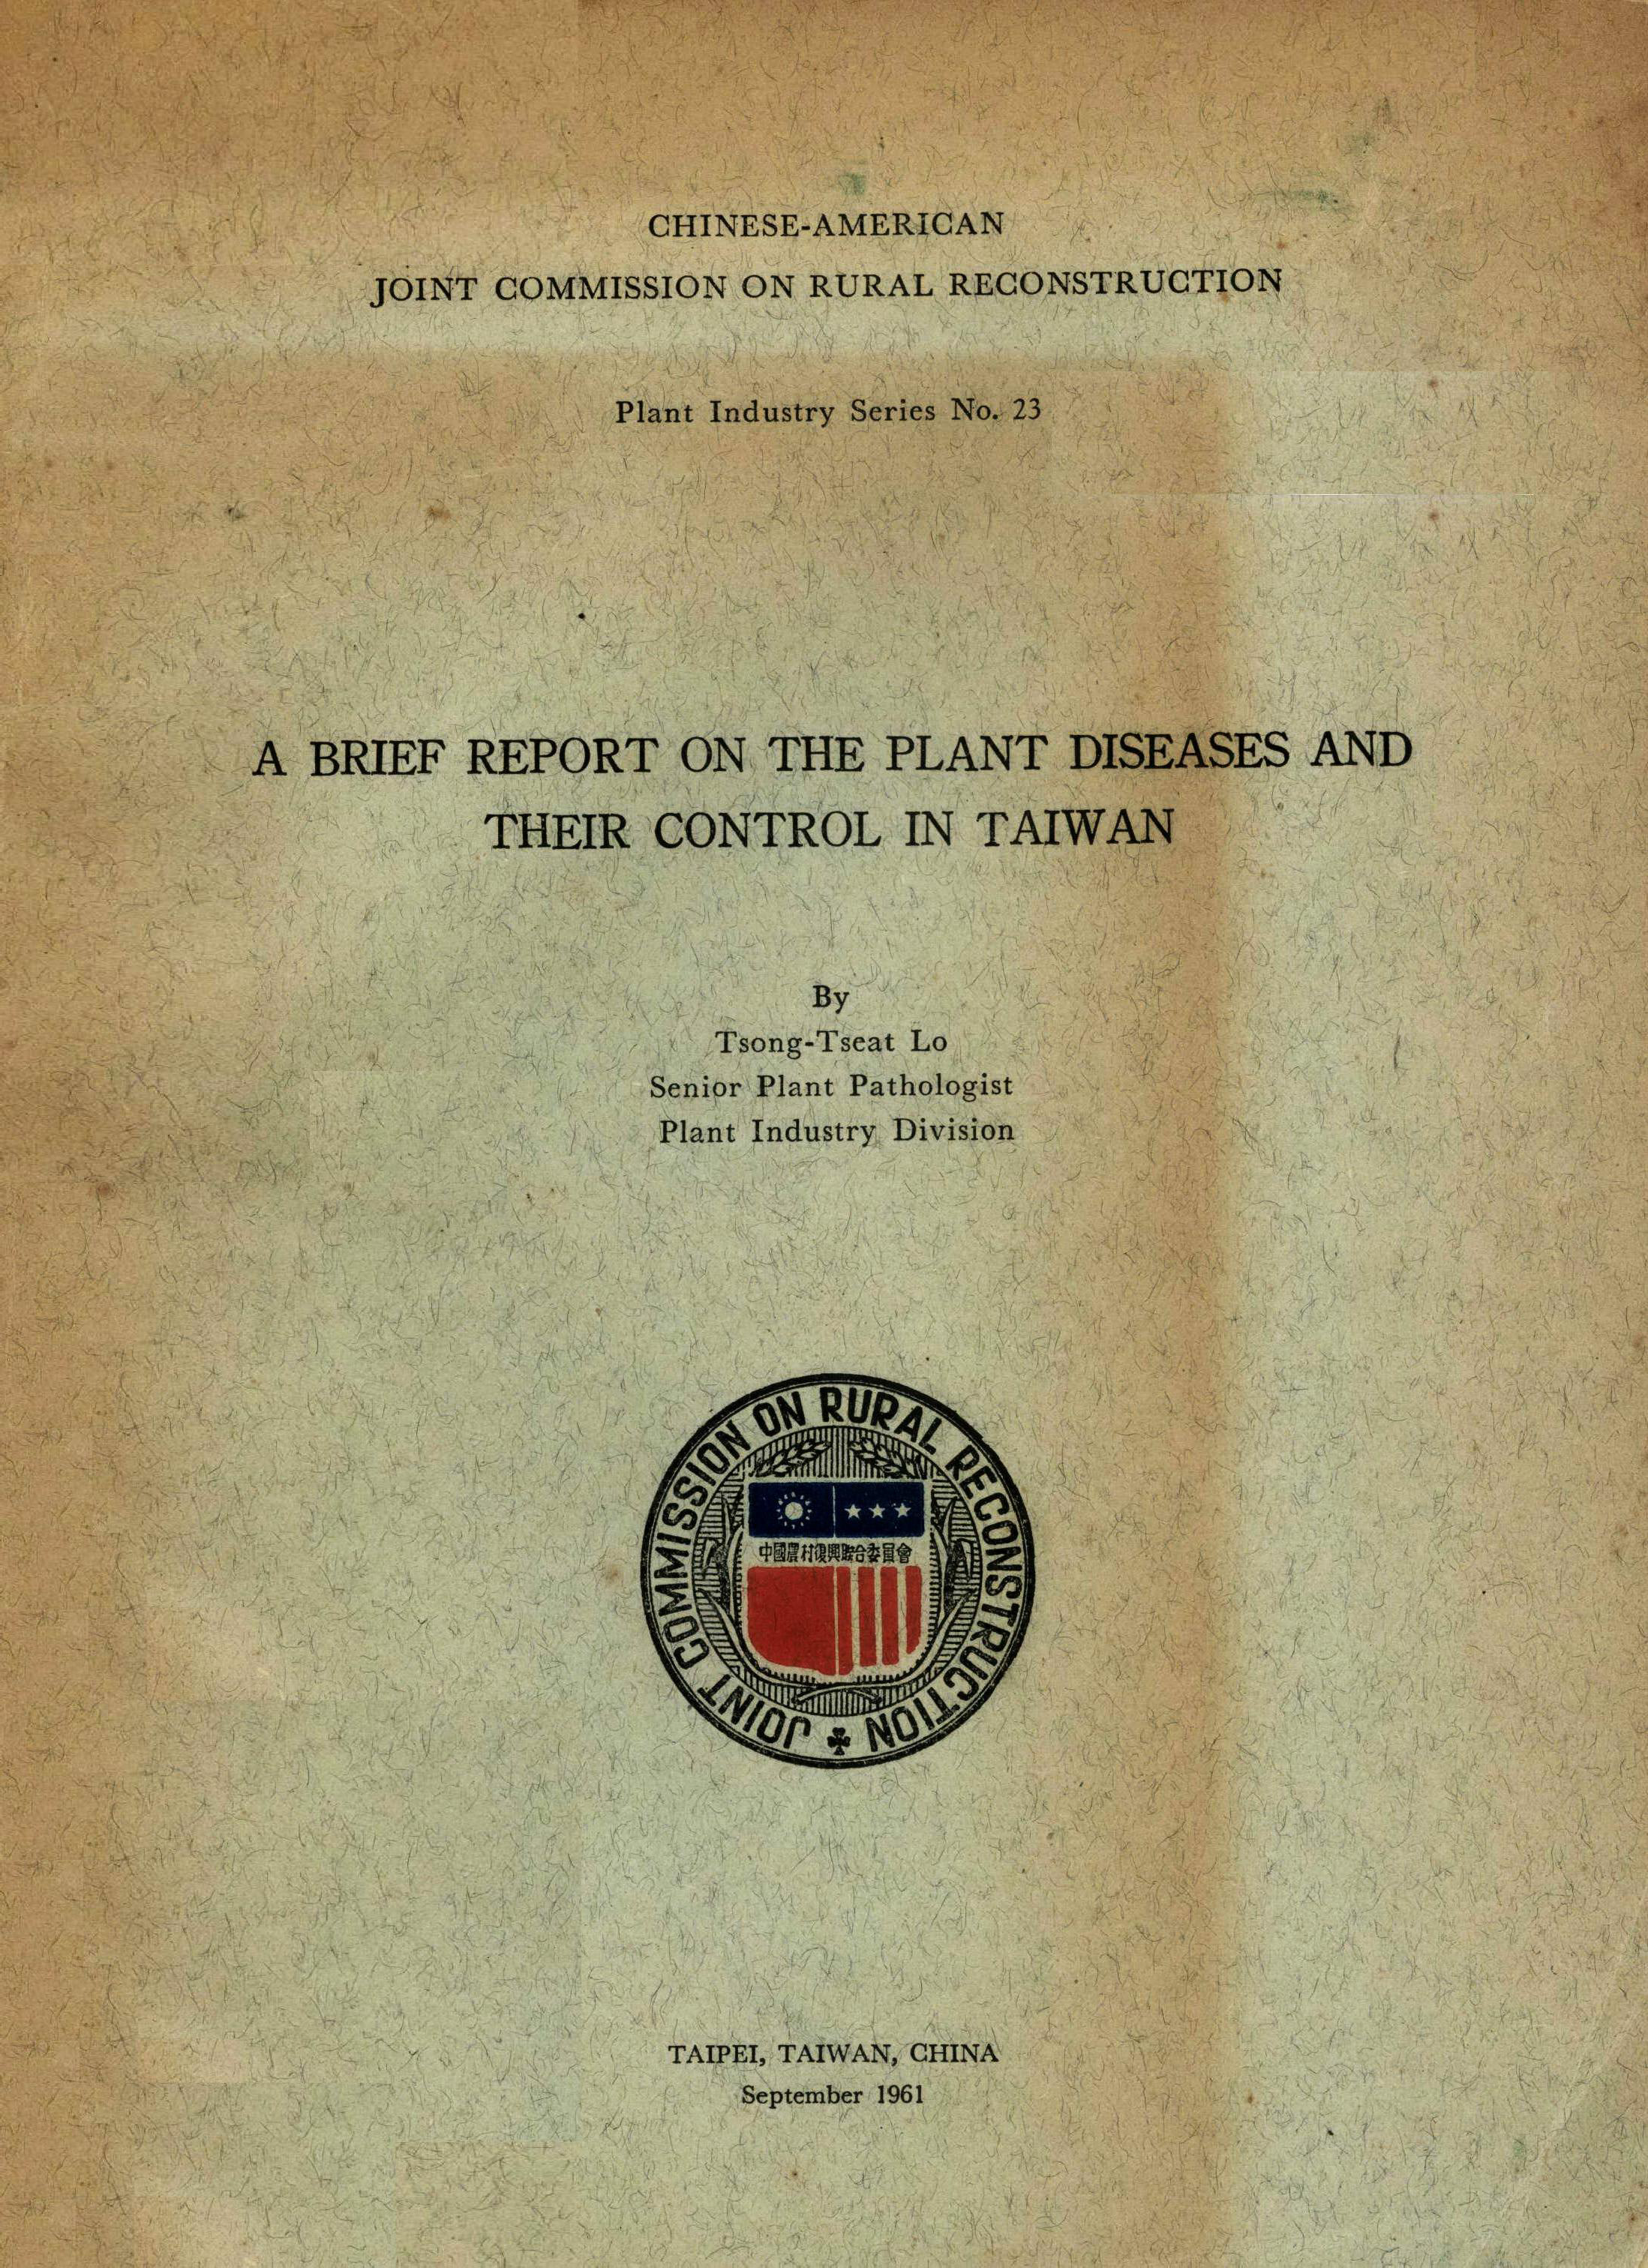 CHINESE-AMERICAN
JOINT COMMISSION ON RURAL RECONSTRUCTION
Plant Industry Series No. 23
A BRIEF REPORT ON THE PLANT DISEASES AND
THEIR CONTROL IN TAIWAN
By
Tsong-Tseat Lo
Senior Plant Pathologist
Plant Industry Division
JOINT COMMISSION ON RURAL RECONSTRUCTION
中國農村復興聯合委員會
TAIPEI, TAIWAN, CHINA
September 1961